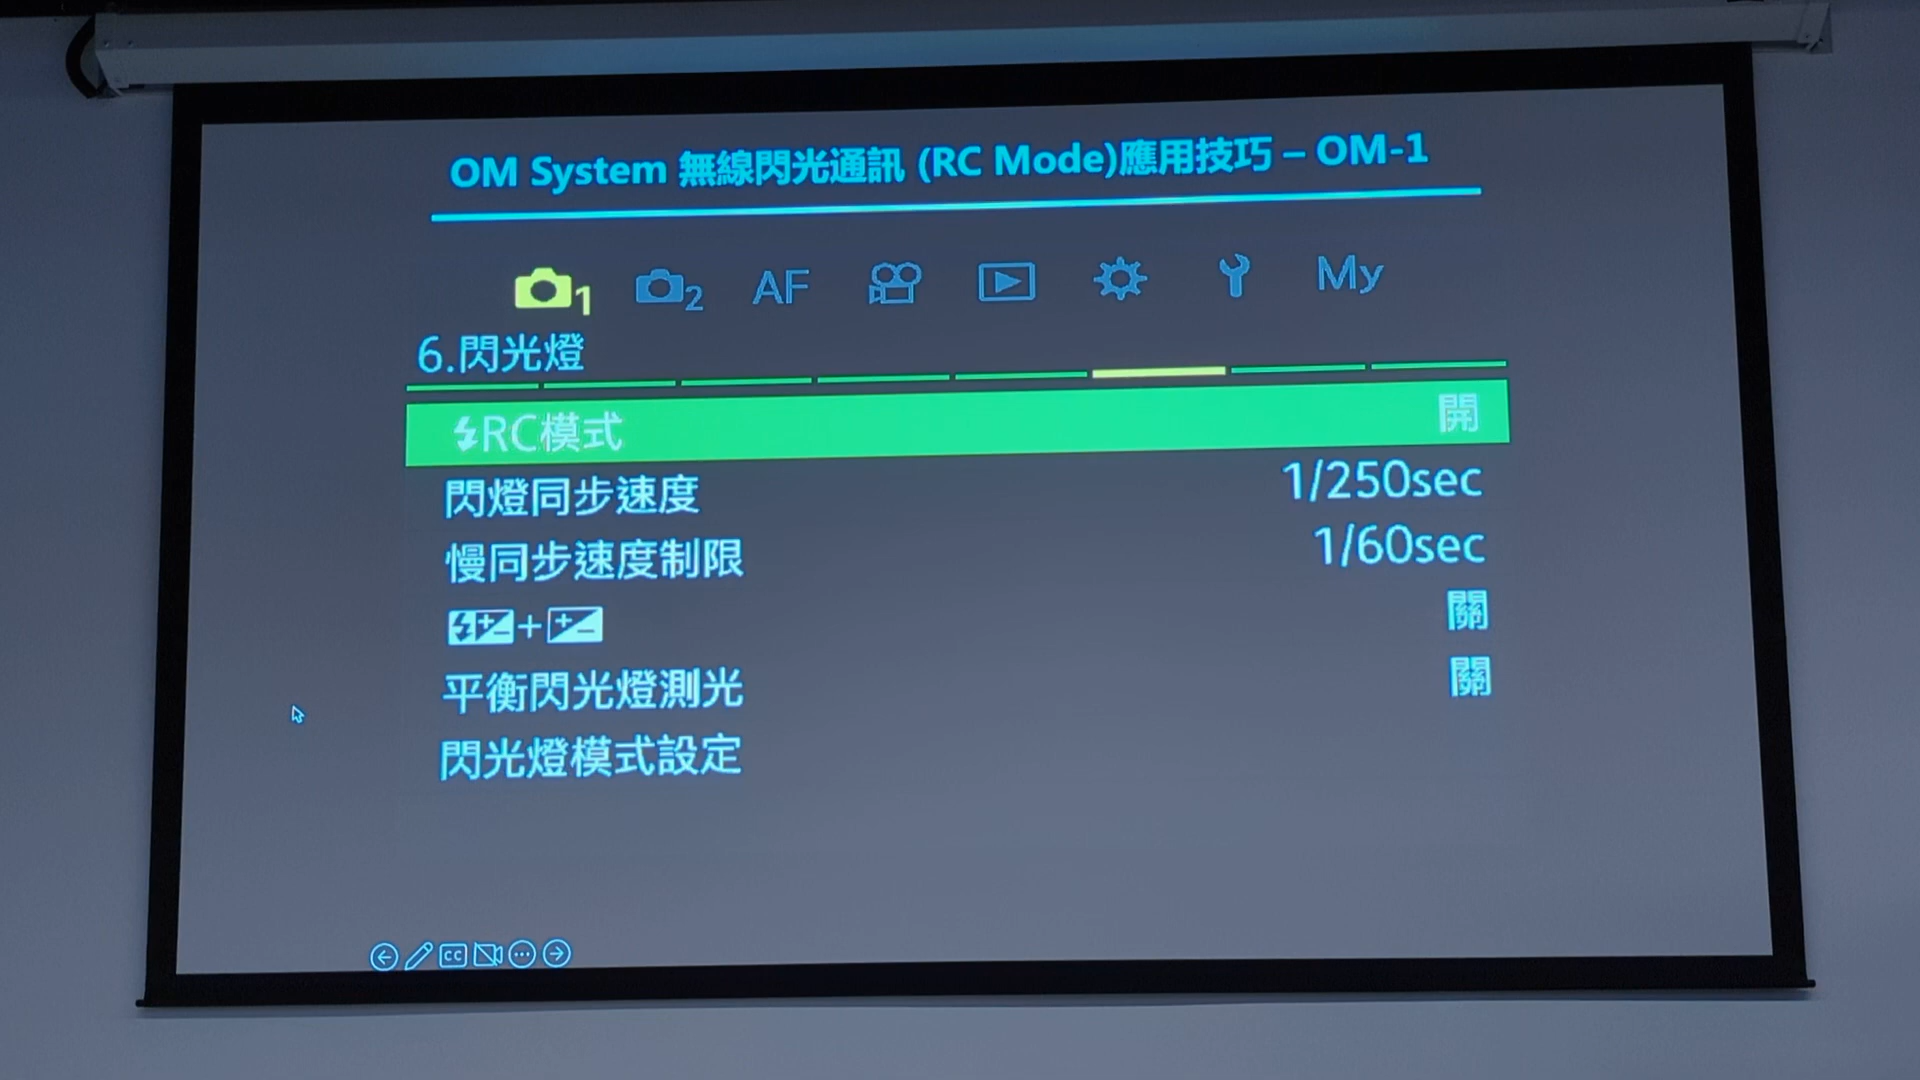 OM System 無線閃光通訊 (RC Mode)應用技巧 – OM-1
1 2 AF My
6.閃光燈
RC模式 開
閃燈同步速度 1/250sec
慢同步速度制限 1/60sec
+ 關
平衡閃光燈測光 關
閃光燈模式設定
CC